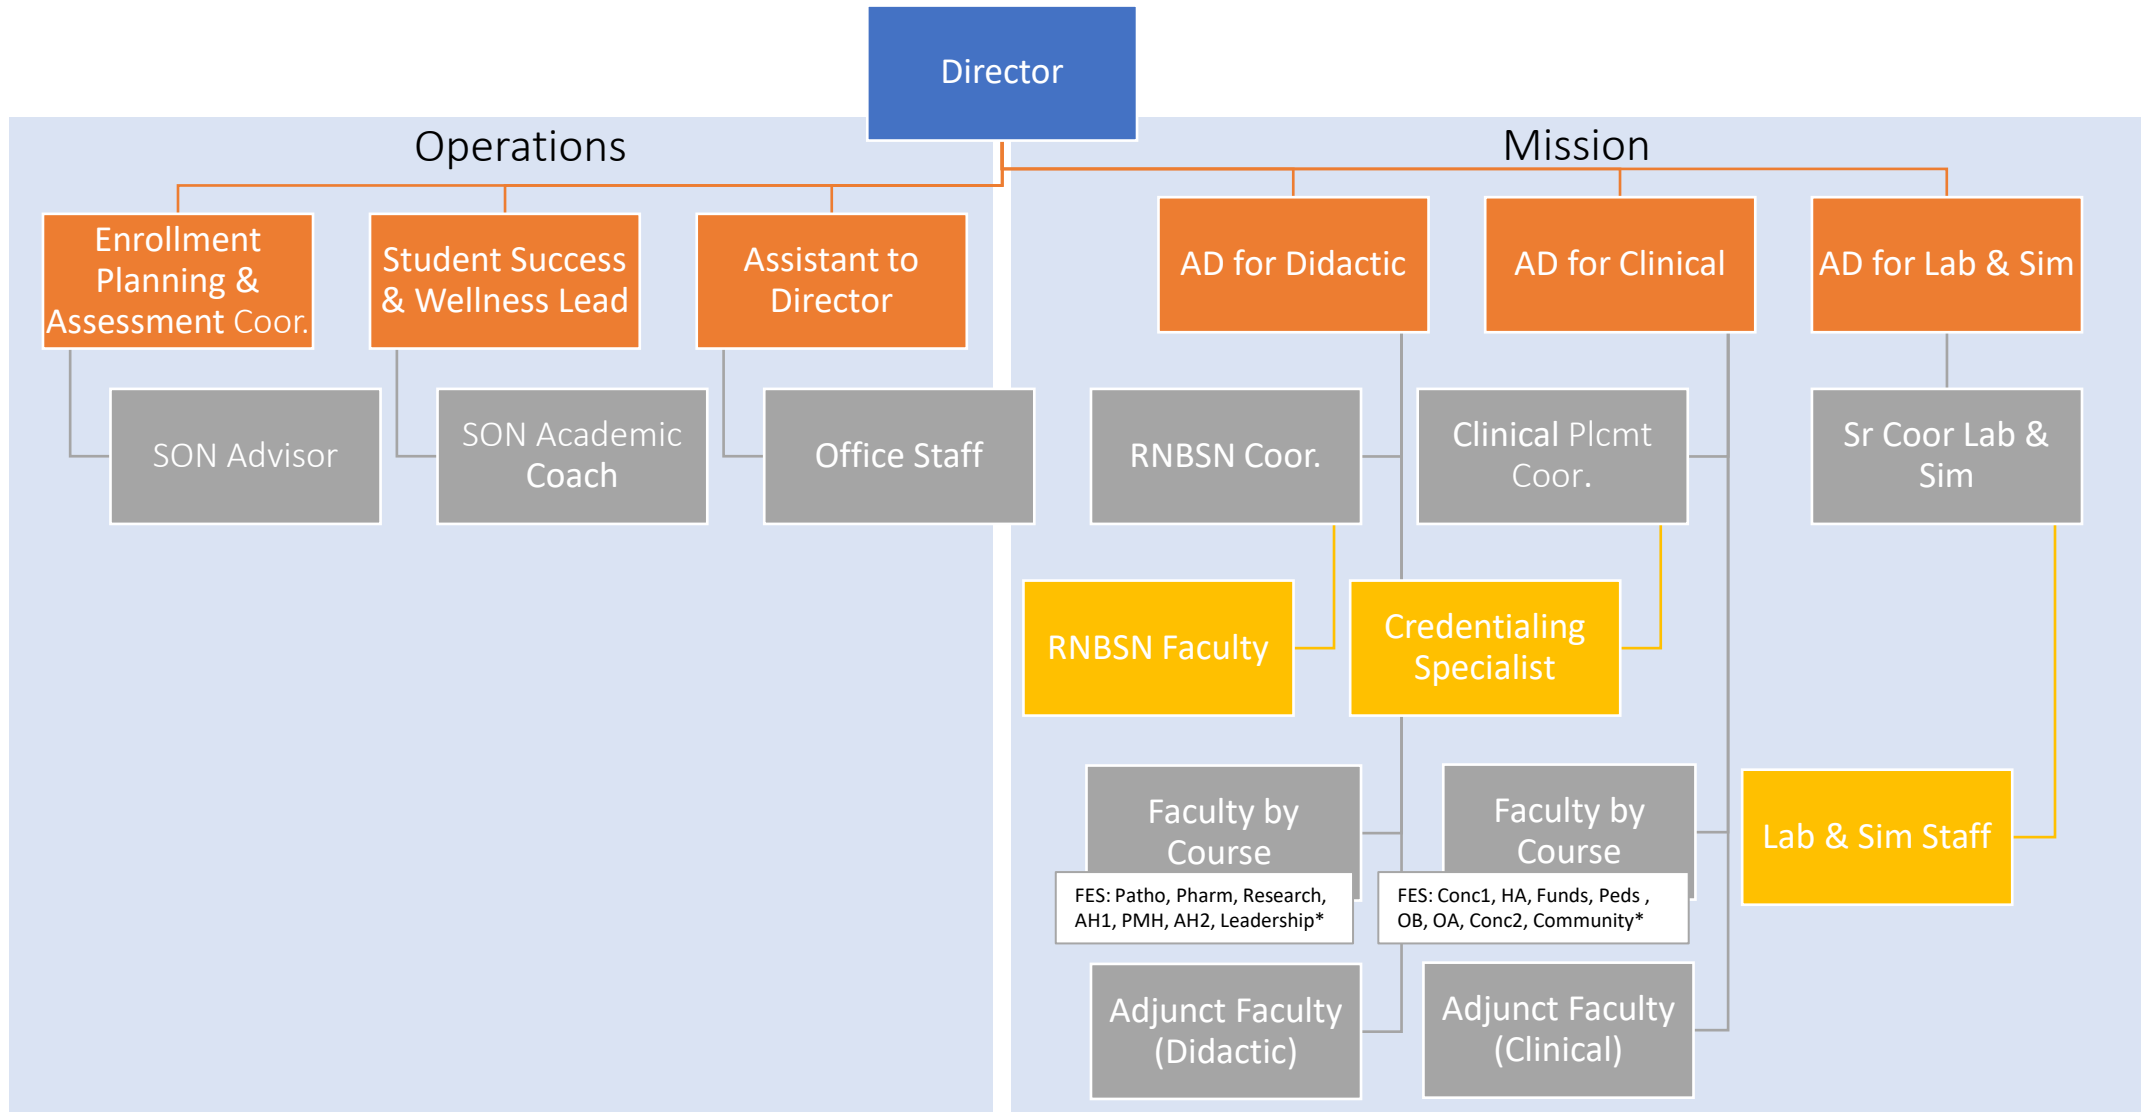 Director
Operations
Mission
Enrollment
Planning &
Assessment Coor.
Student Success
& Wellness Lead
Assistant to
Director
AD for Didactic
AD for Clinical
AD for Lab & Sim
SON Advisor
SON Academic
Coach
Office Staff
RNBSN Coor.
Clinical Plcmt
Coor.
Sr Coor Lab &
Sim
RNBSN Faculty
Credentialing
Specialist
Faculty by
Course
FES: Patho, Pharm, Research,
AH1, PMH, AH2, Leadership*
Faculty by
Course
FES: Conc1, HA, Funds, Peds ,
OB, OA, Conc2, Community*
Lab & Sim Staff
Adjunct Faculty
(Didactic)
Adjunct Faculty
(Clinical)